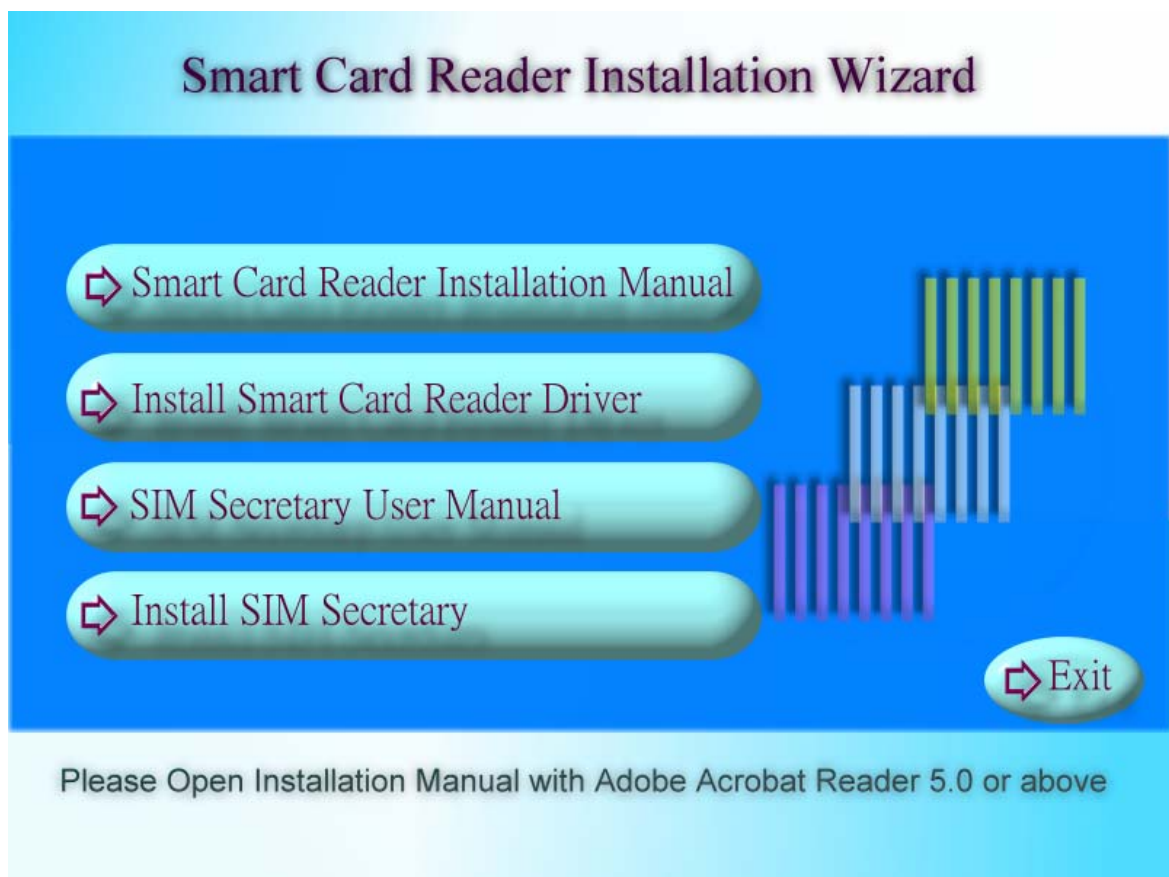 Smart Card Reader Installation Wizard
Smart Card Reader Installation Manual
Install Smart Card Reader Driver
SIM Secretary User Manual
Install SIM Secretary
Exit
Please Open Installation Manual with Adobe Acrobat Reader 5.0 or above